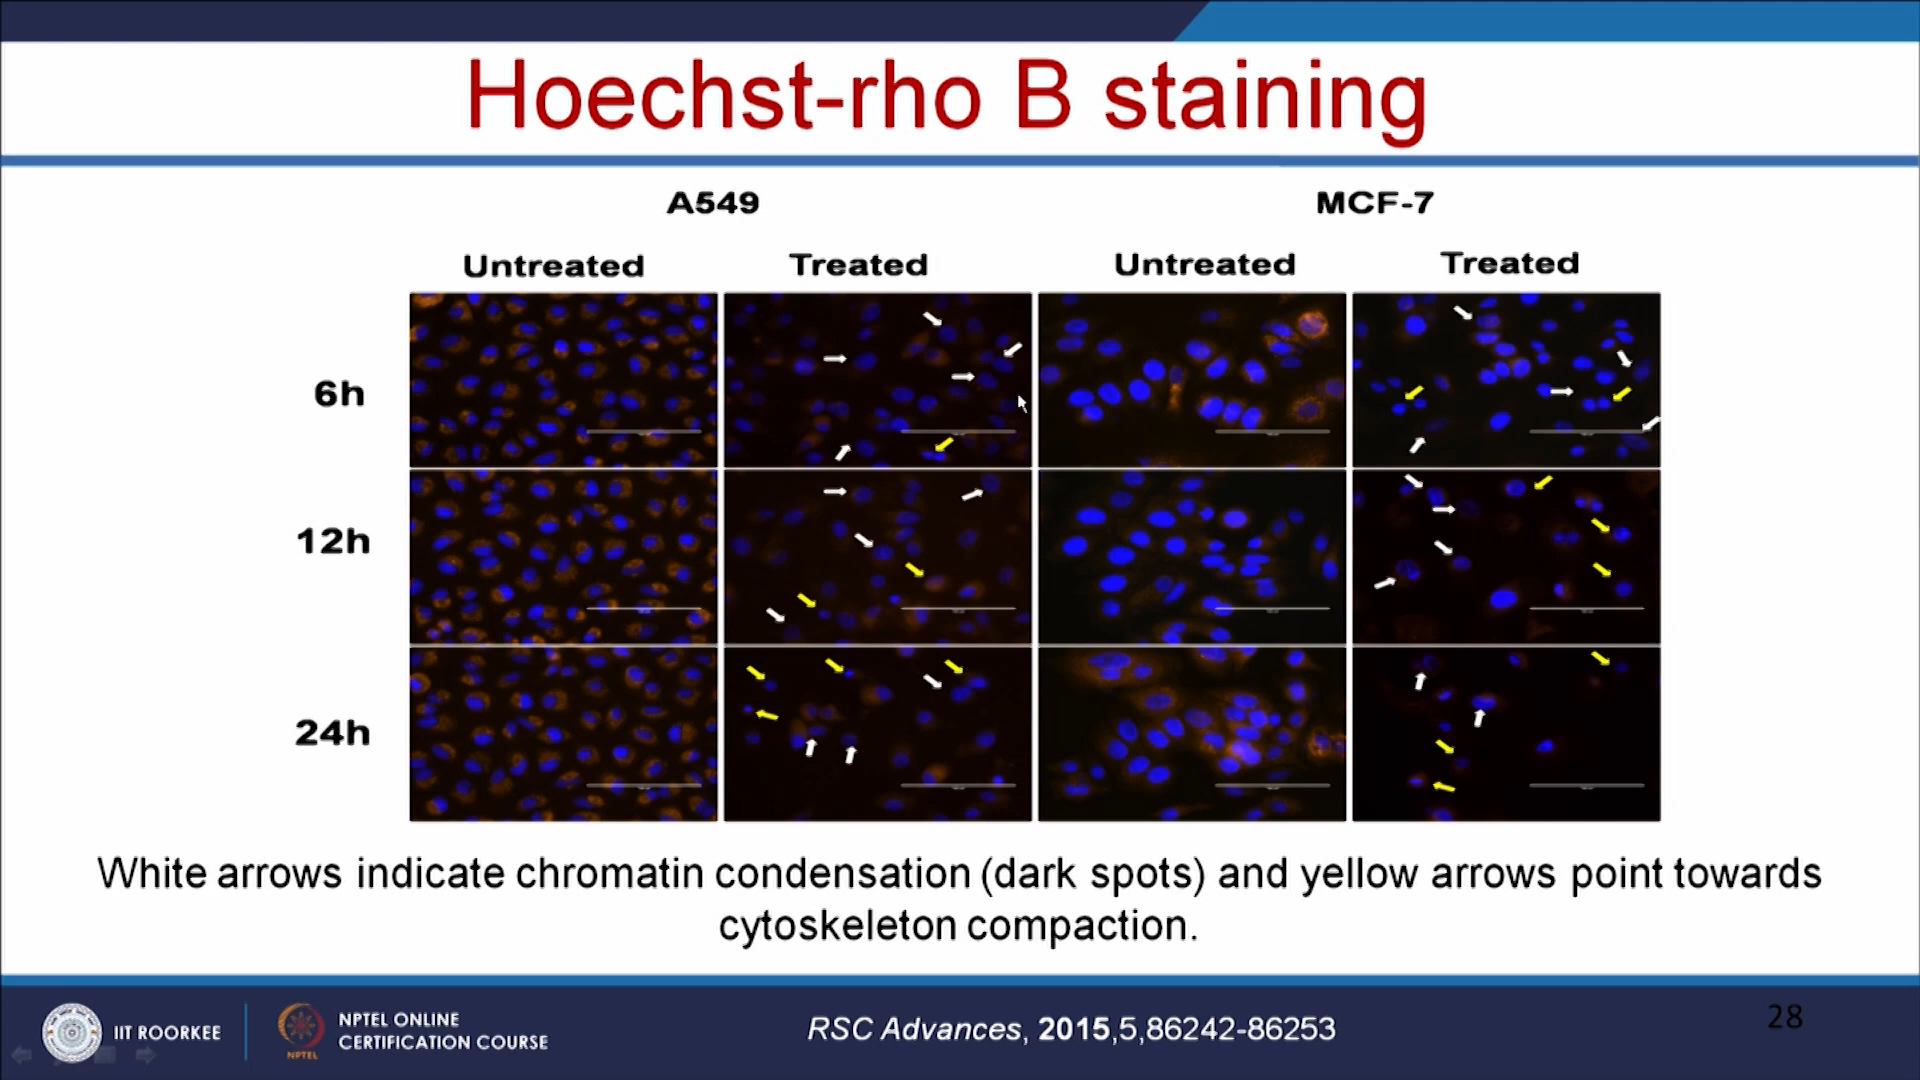 Hoechst-rho B staining
A549
MCF-7
Untreated
Treated
Untreated
Treated
6h
12h
24h
White arrows indicate chromatin condensation (dark spots) and yellow arrows point towards
cytoskeleton compaction.
IIT ROORKEE
NPTEL
NPTEL ONLINE
CERTIFICATION COURSE
RSC Advances, 2015,5,86242-86253
28